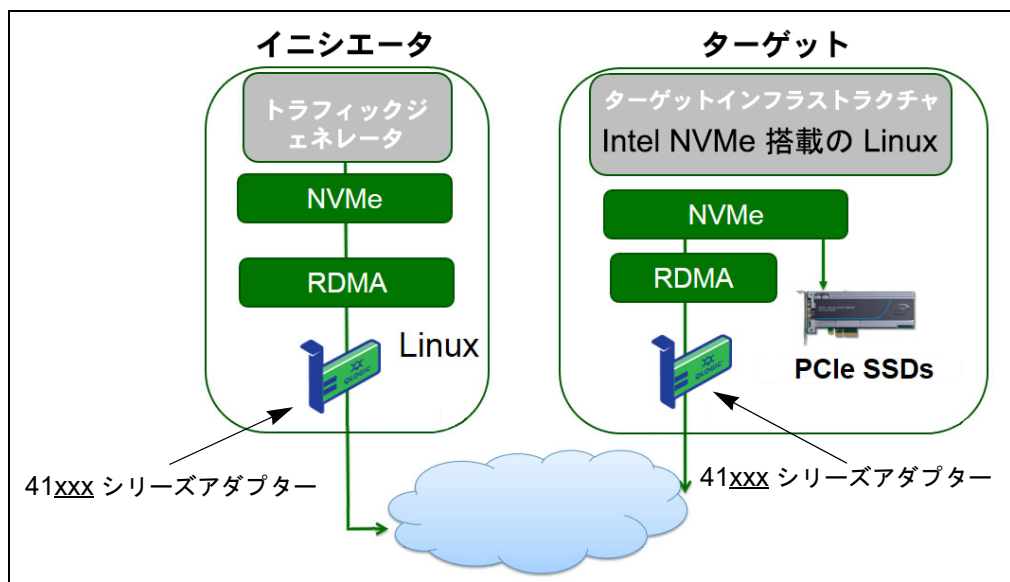 イニシエータ
トラフィックジ
ェネレータ
NVMe
RDMA
Linux
QLOGIC
41xxx シリーズアダプター
ターゲット
ターゲットインフラストラクチャ
Intel NVMe 搭載の Linux
NVMe
RDMA
QLOGIC
PCIe SSDs
41xxx シリーズアダプター